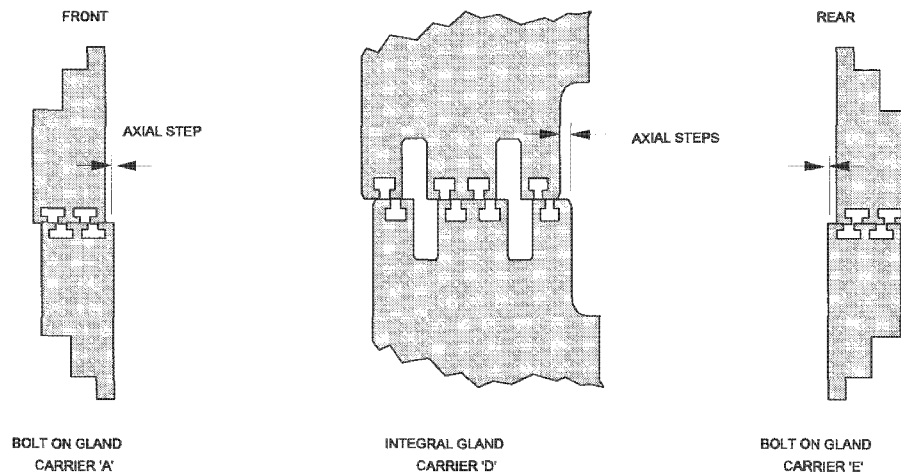 FRONT
REAR
AXIAL STEP
AXIAL STEPS
BOLT ON GLAND
CARRIER 'A'
INTEGRAL GLAND
CARRIER 'D'
BOLT ON GLAND
CARRIER 'E'